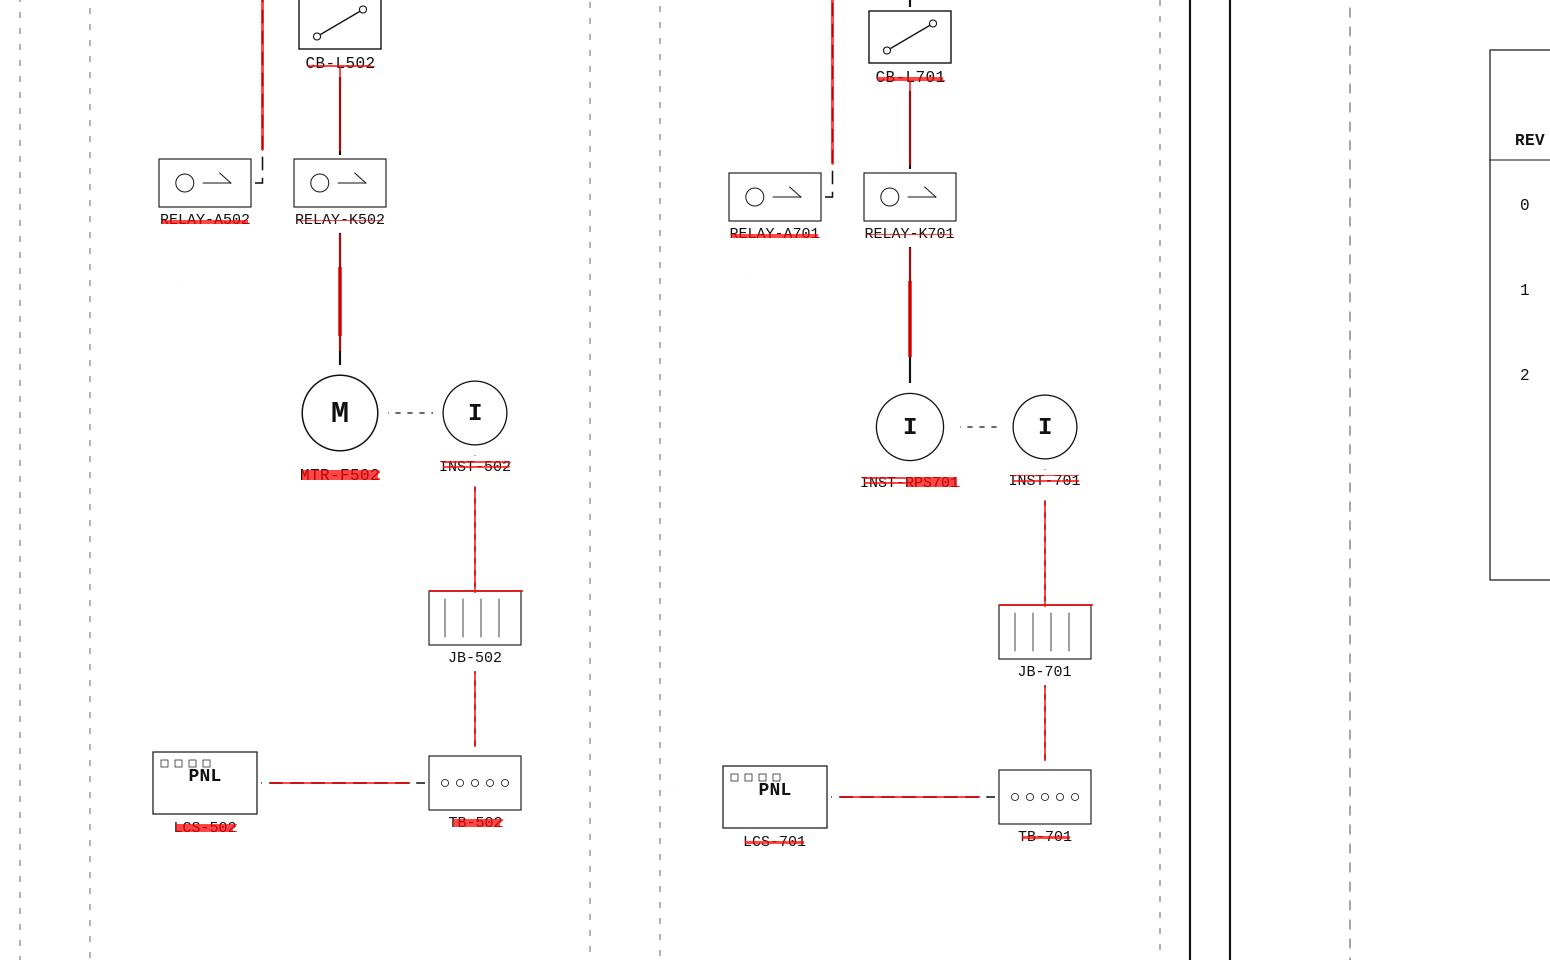 CB-L502
CB-L701
REV
RELAY-A502
RELAY-K502
RELAY-A701
RELAY-K701
0
1
2
M
I
I
I
MTR-F502
INST-502
INST-RPS701
INST-701
JB-502
JB-701
PNL
PNL
LCS-502
TB-502
LCS-701
TB-701